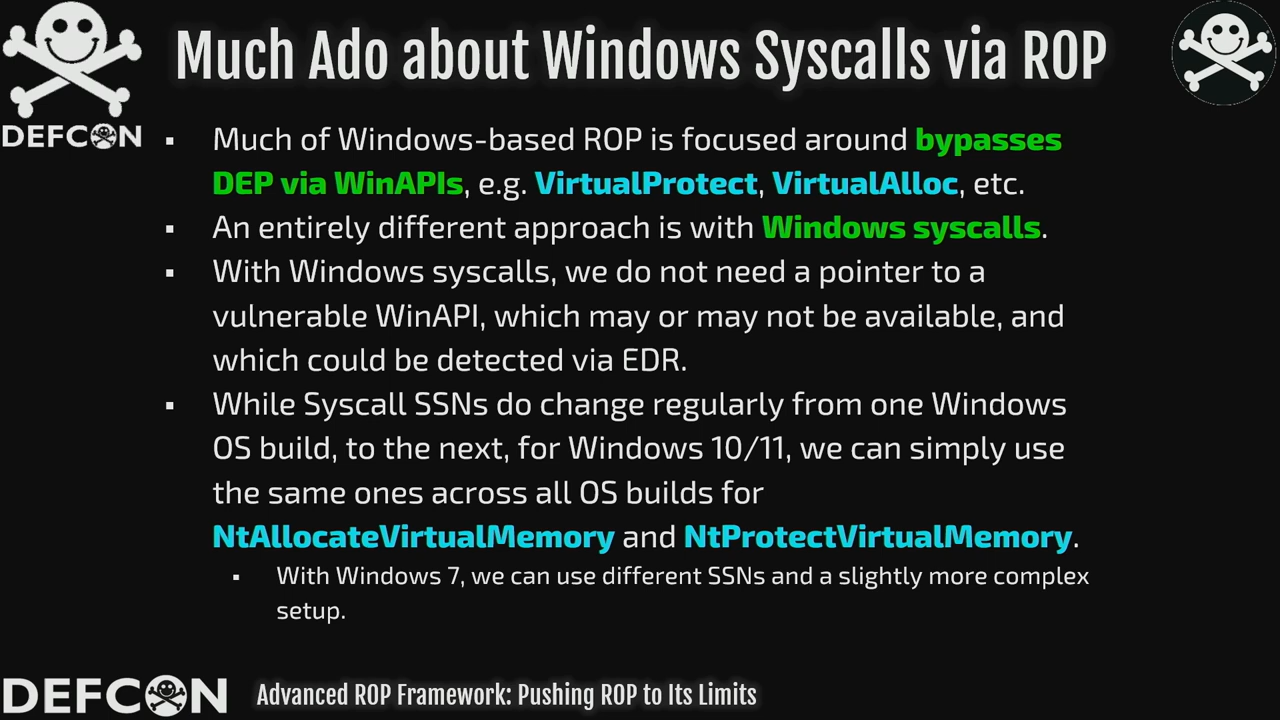 Much Ado about Windows Syscalls via ROP
DEFCON
▪ Much of Windows-based ROP is focused around bypasses
DEP via WinAPIs, e.g. VirtualProtect, VirtualAlloc, etc.
▪ An entirely different approach is with Windows syscalls.
▪ With Windows syscalls, we do not need a pointer to a
vulnerable WinAPI, which may or may not be available, and
which could be detected via EDR.
▪ While Syscall SSNs do change regularly from one Windows
OS build, to the next, for Windows 10/11, we can simply use
the same ones across all OS builds for
NtAllocateVirtualMemory and NtProtectVirtualMemory.
▪ With Windows 7, we can use different SSNs and a slightly more complex
setup.
DEFCON
Advanced ROP Framework: Pushing ROP to Its Limits